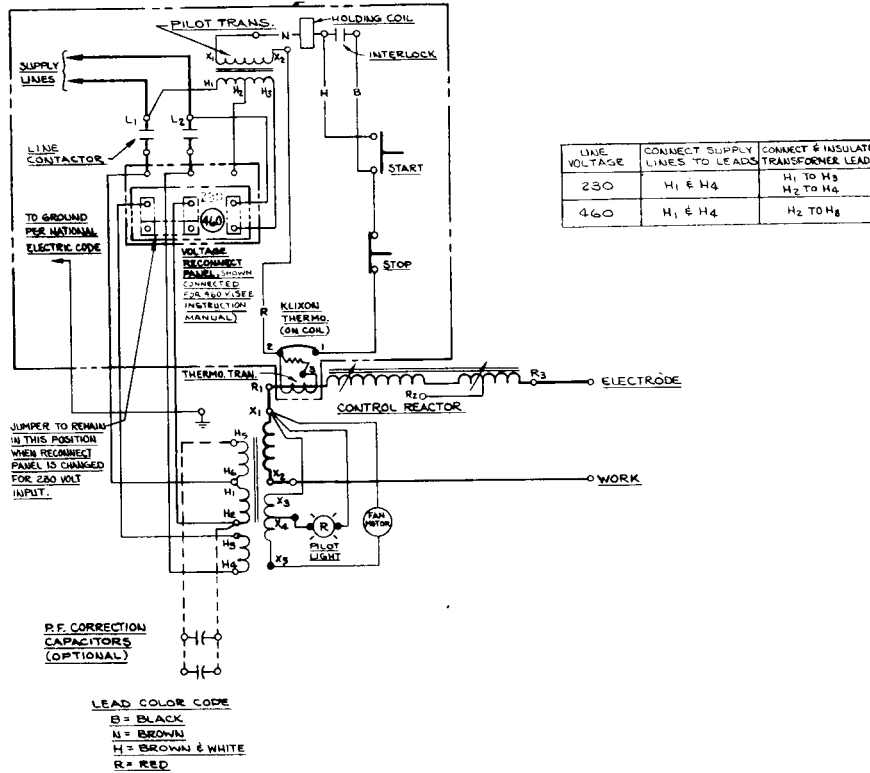 PILOT TRANS.
HOLDING COIL
N
INTERLOCK
X1
X2
SUPPLY
LINES
H1
H2
H3
H
B
L1
L2
LINE
CONTACTOR
START
230
460
TO GROUND
PER NATIONAL
ELECTRIC CODE
VOLTAGE
RECONNECT
PANEL, SHOWN
CONNECTED
FOR 460 V. (SEE
INSTRUCTION
MANUAL)
STOP
R
KLIXON
THERMO.
(ON COIL)
2
1
3
THERMO. TRAN.
R1
R2
R3
ELECTRODE
CONTROL REACTOR
X1
JUMPER TO REMAIN
IN THIS POSITION
WHEN RECONNECT
PANEL IS CHANGED
FOR 230 VOLT
INPUT.
H5
H6
H1
H2
H3
H4
X2
X3
X4
X5
WORK
R
PILOT
LIGHT
FAN
MOTOR
P.F. CORRECTION
CAPACITORS
(OPTIONAL)
LEAD COLOR CODE
B = BLACK
N = BROWN
H = BROWN & WHITE
R = RED
LINE VOLTAGE
CONNECT SUPPLY LINES TO LEADS
CONNECT & INSULATE TRANSFORMER LEAD
230
H1 & H4
H1 TO H3
H2 TO H4
460
H1 & H4
H2 TO H3